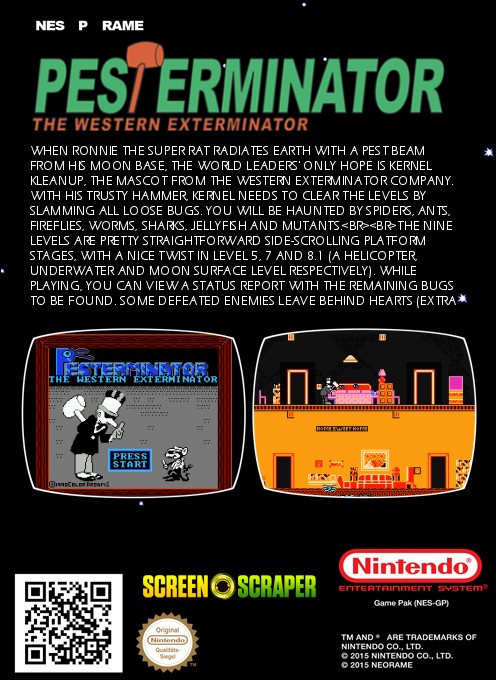 NES P RAME
PESTERMINATOR
THE WESTERN EXTERMINATOR
WHEN RONNIE THE SUPER RAT RADIATES EARTH WITH A PEST BEAM
FROM HIS MOON BASE, THE WORLD LEADERS' ONLY HOPE IS KERNEL
KLEANUP, THE MASCOT FROM THE WESTERN EXTERMINATOR COMPANY.
WITH HIS TRUSTY HAMMER, KERNEL NEEDS TO CLEAR THE LEVELS BY
SLAMMING ALL LOOSE BUGS. YOU WILL BE HAUNTED BY SPIDERS, ANTS,
FIREFLIES, WORMS, SHARKS, JELLYFISH AND MUTANTS.<BR><BR>THE NINE
LEVELS ARE PRETTY STRAIGHTFORWARD SIDE-SCROLLING PLATFORM
STAGES, WITH A NICE TWIST IN LEVEL 5, 7 AND 8.1 (A HELICOPTER,
UNDERWATER AND MOON SURFACE LEVEL RESPECTIVELY). WHILE
PLAYING, YOU CAN VIEW A STATUS REPORT WITH THE REMAINING BUGS
TO BE FOUND. SOME DEFEATED ENEMIES LEAVE BEHIND HEARTS (EXTRA
PESTERMINATOR
THE WESTERN EXTERMINATOR
PRESS
START
©1990 COLOR DREAMS
HOME SWEET HOME
SCREEN SCRAPER
Nintendo®
ENTERTAINMENT SYSTEM®
Game Pak (NES-GP)
Original
Nintendo
Qualitäts-
Siegel
TM
TM AND ® ARE TRADEMARKS OF
NINTENDO CO., LTD.
© 2015 NINTENDO CO., LTD.
© 2015 NEORAME